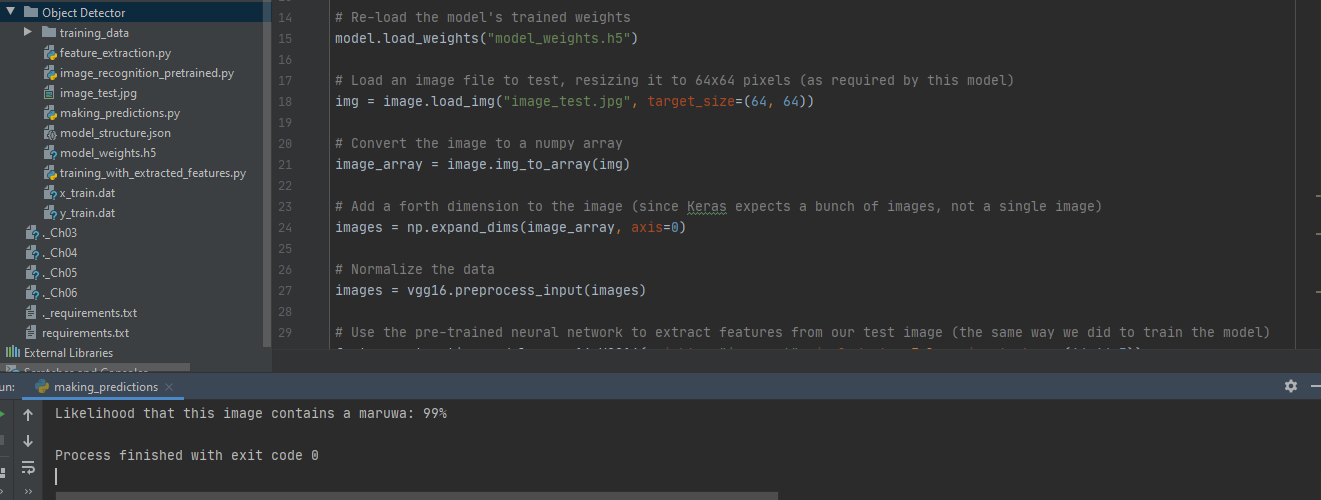 Object Detector
training_data
feature_extraction.py
image_recognition_pretrained.py
image_test.jpg
making_predictions.py
model_structure.json
model_weights.h5
training_with_extracted_features.py
x_train.dat
y_train.dat
._Ch03
._Ch04
._Ch05
._Ch06
._requirements.txt
requirements.txt
External Libraries
14 # Re-load the model's trained weights
15 model.load_weights("model_weights.h5")
16
17 # Load an image file to test, resizing it to 64x64 pixels (as required by this model)
18 img = image.load_img("image_test.jpg", target_size=(64, 64))
19
20 # Convert the image to a numpy array
21 image_array = image.img_to_array(img)
22
23 # Add a forth dimension to the image (since Keras expects a bunch of images, not a single image)
24 images = np.expand_dims(image_array, axis=0)
25
26 # Normalize the data
27 images = vgg16.preprocess_input(images)
28
29 # Use the pre-trained neural network to extract features from our test image (the same way we did to train the model)
un: making_predictions
Likelihood that this image contains a maruwa: 99%
Process finished with exit code 0